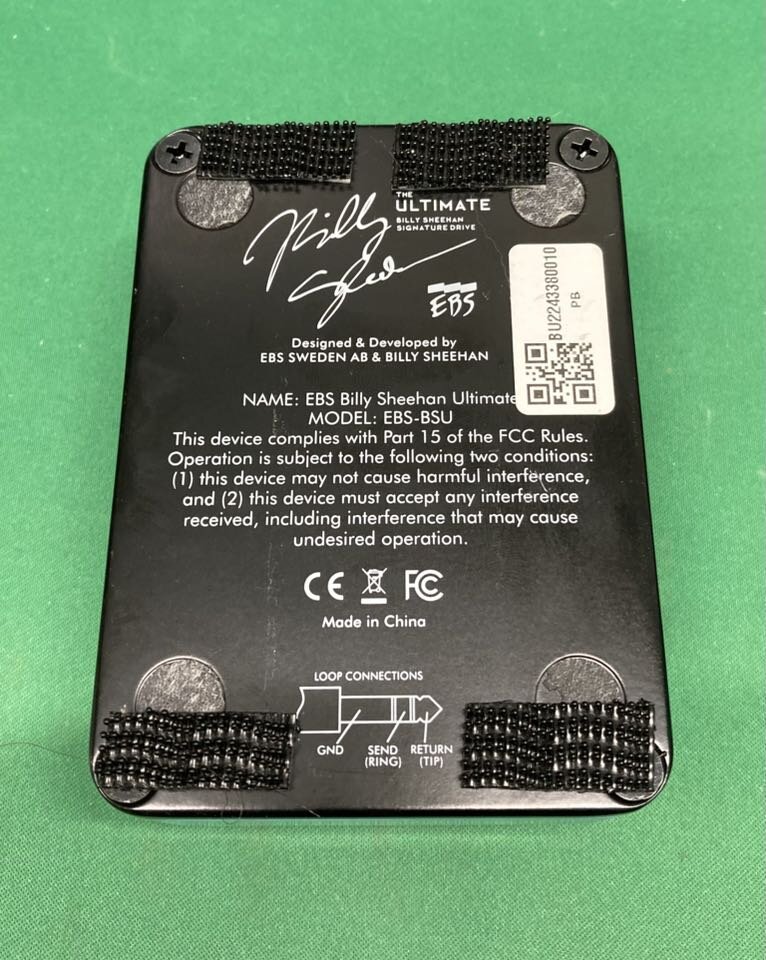 Billy
Sheehan
THE
ULTIMATE
BILLY SHEEHAN
SIGNATURE DRIVE
EBS
Designed & Developed by
EBS SWEDEN AB & BILLY SHEEHAN
BU2243380010
PB
NAME: EBS Billy Sheehan Ultimate
MODEL: EBS-BSU
This device complies with Part 15 of the FCC Rules.
Operation is subject to the following two conditions:
(1) this device may not cause harmful interference,
and (2) this device must accept any interference
received, including interference that may cause
undesired operation.
CE FC
Made in China
LOOP CONNECTIONS
GND SEND RETURN
(RING) (TIP)